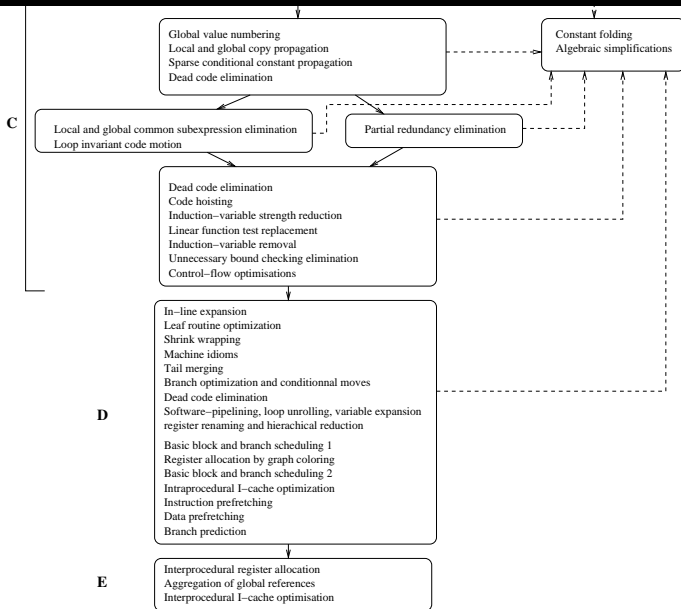 Global value numbering
Local and global copy propagation
Sparse conditional constant propagation
Dead code elimination
Constant folding
Algebraic simplifications
C
Local and global common subexpression elimination
Loop invariant code motion
Partial redundancy elimination
Dead code elimination
Code hoisting
Induction−variable strength reduction
Linear function test replacement
Induction−variable removal
Unnecessary bound checking elimination
Control−flow optimisations
D
In−line expansion
Leaf routine optimization
Shrink wrapping
Machine idioms
Tail merging
Branch optimization and conditionnal moves
Dead code elimination
Software−pipelining, loop unrolling, variable expansion
register renaming and hierachical reduction
Basic block and branch scheduling 1
Register allocation by graph coloring
Basic block and branch scheduling 2
Intraprocedural I−cache optimization
Instruction prefretching
Data prefretching
Branch prediction
E
Interprocedural register allocation
Aggregation of global references
Interprocedural I−cache optimisation